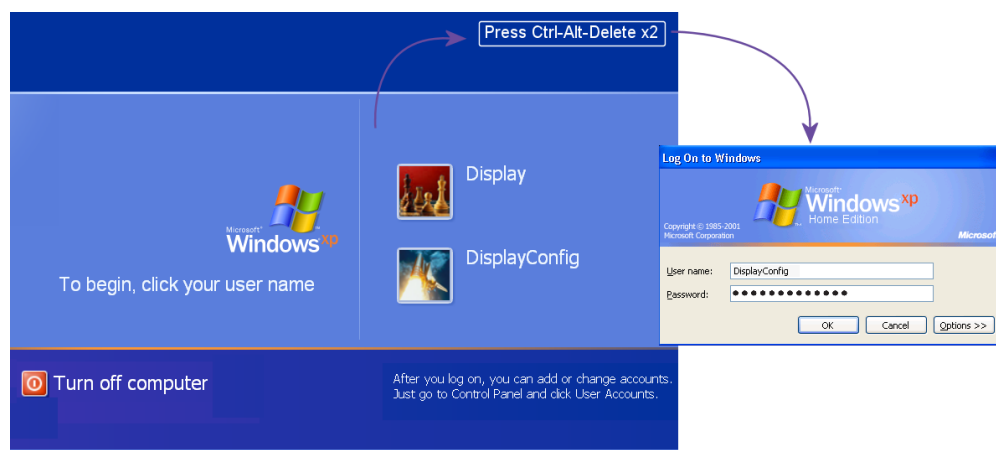 Press Ctrl-Alt-Delete x2
Display
DisplayConfig
Microsoft®
Windows xp
To begin, click your user name
Turn off computer
After you log on, you can add or change accounts.
Just go to Control Panel and click User Accounts.
Log On to Windows
Microsoft®
Windows xp
Home Edition
Copyright © 1985-2001
Microsoft Corporation
Microsoft
User name:
DisplayConfig
Password:
OK
Cancel
Options >>